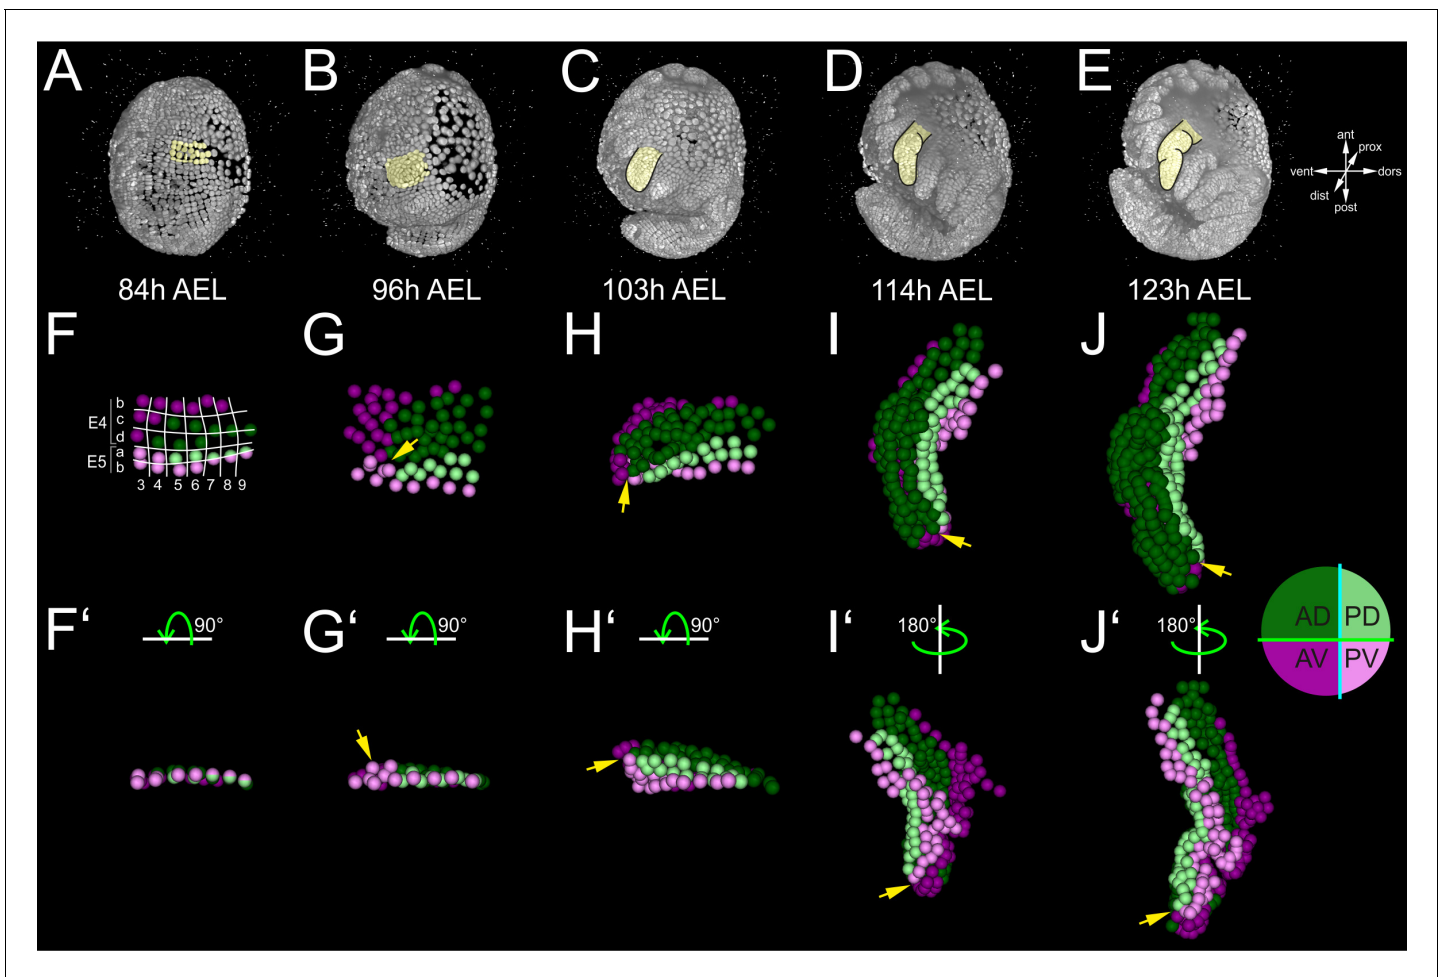 A B C D E
ant
prox
vent dors
dist
post
84h AEL 96h AEL 103h AEL 114h AEL 123h AEL
F G H I J
b
E4 c
d
E5 a
b
3 4 5 6 7 8 9
F‘ 90° G‘ 90° H‘ 90° I‘ 180° J‘ 180°
AD PD
AV PV